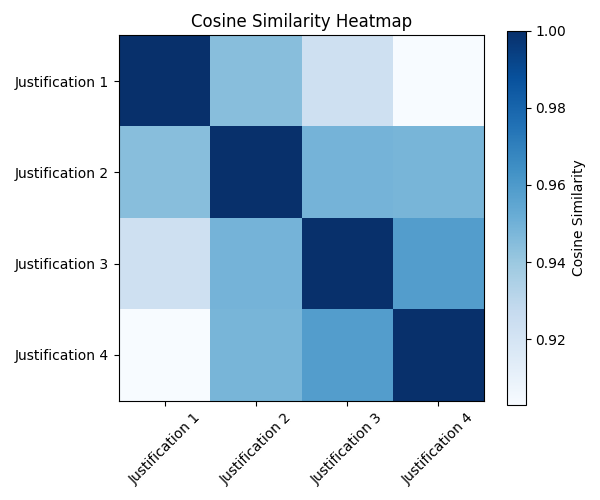 Cosine Similarity Heatmap
Justification 1
Justification 2
Justification 3
Justification 4
Justification 1
Justification 2
Justification 3
Justification 4
1.00
0.98
0.96
0.94
0.92
Cosine Similarity